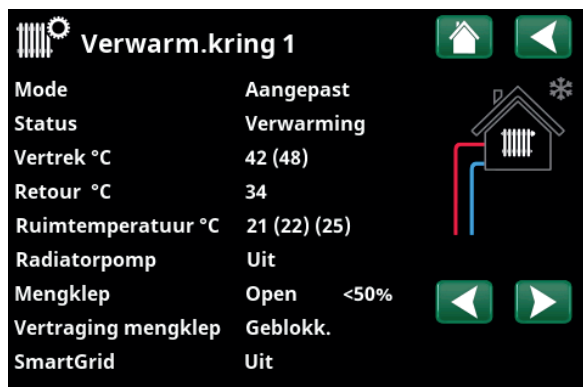 Verwarm.kring 1
Mode Aangepast
Status Verwarming
Vertrek °C 42 (48)
Retour °C 34
Ruimtemperatuur °C 21 (22) (25)
Radiatorpomp Uit
Mengklep Open <50%
Vertraging mengklep Geblokk.
SmartGrid Uit